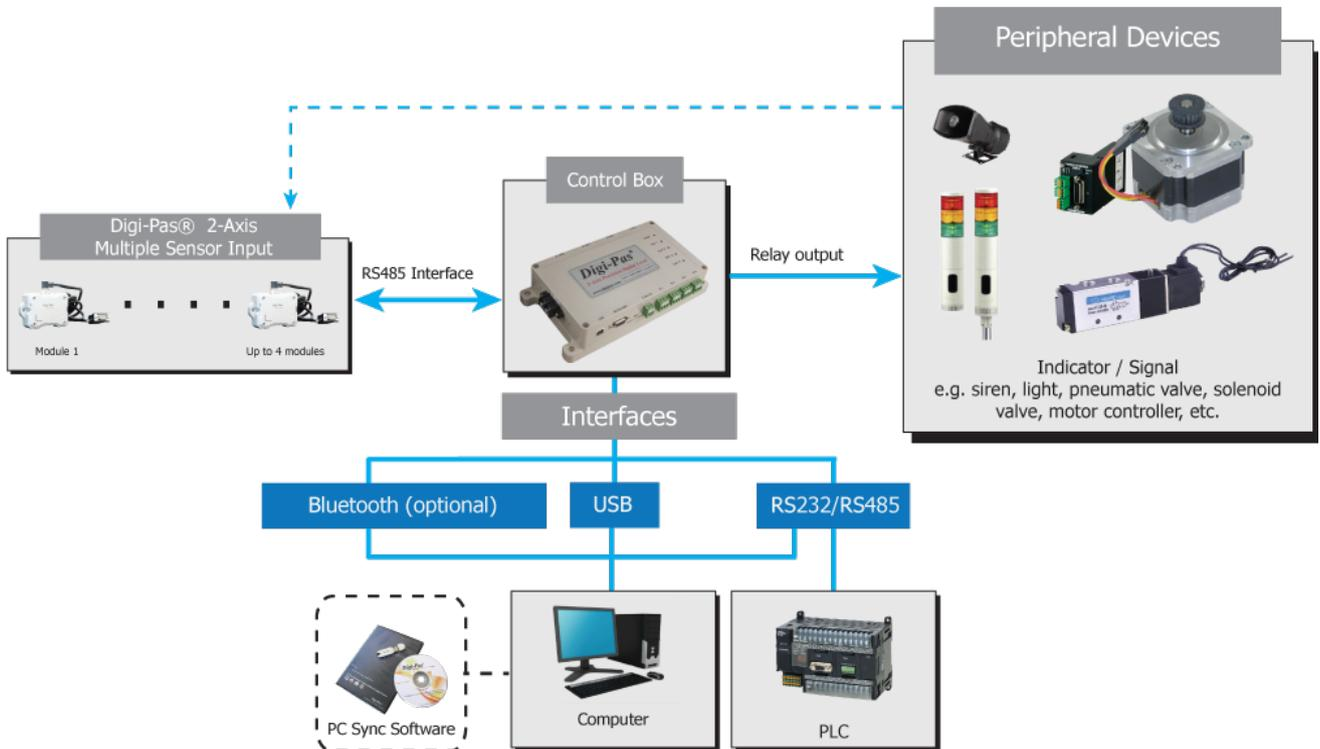 Peripheral Devices
Control Box
Digi-Pas® 2-Axis
Multiple Sensor Input
RS485 Interface
Digi-Pas®
Relay output
Module 1
Up to 4 modules
Indicator / Signal
e.g. siren, light, pneumatic valve, solenoid
valve, motor controller, etc.
Interfaces
Bluetooth (optional)
USB
RS232/RS485
Digi-Pas
PC Sync Software
Computer
PLC